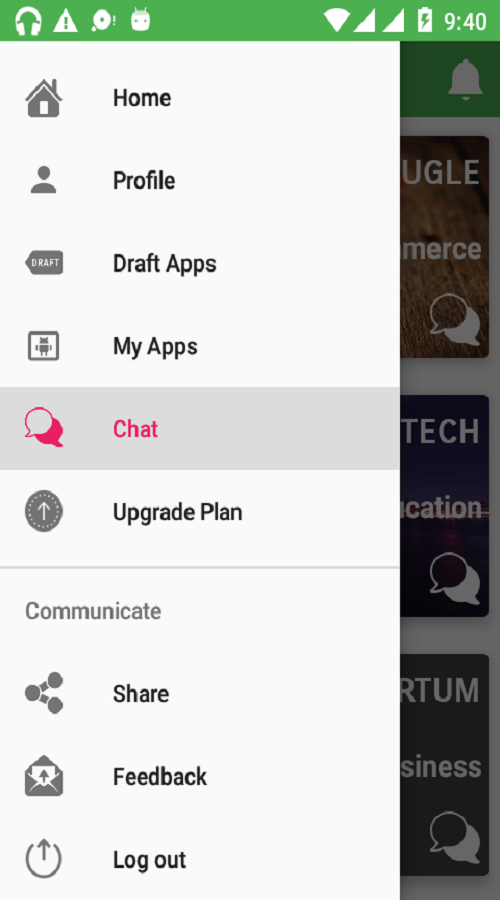 9:40
Home
Profile
DRAFT
Draft Apps
My Apps
Chat
Upgrade Plan
Communicate
Share
Feedback
Log out
UGLE
merce
TECH
ucation
RTUM
siness